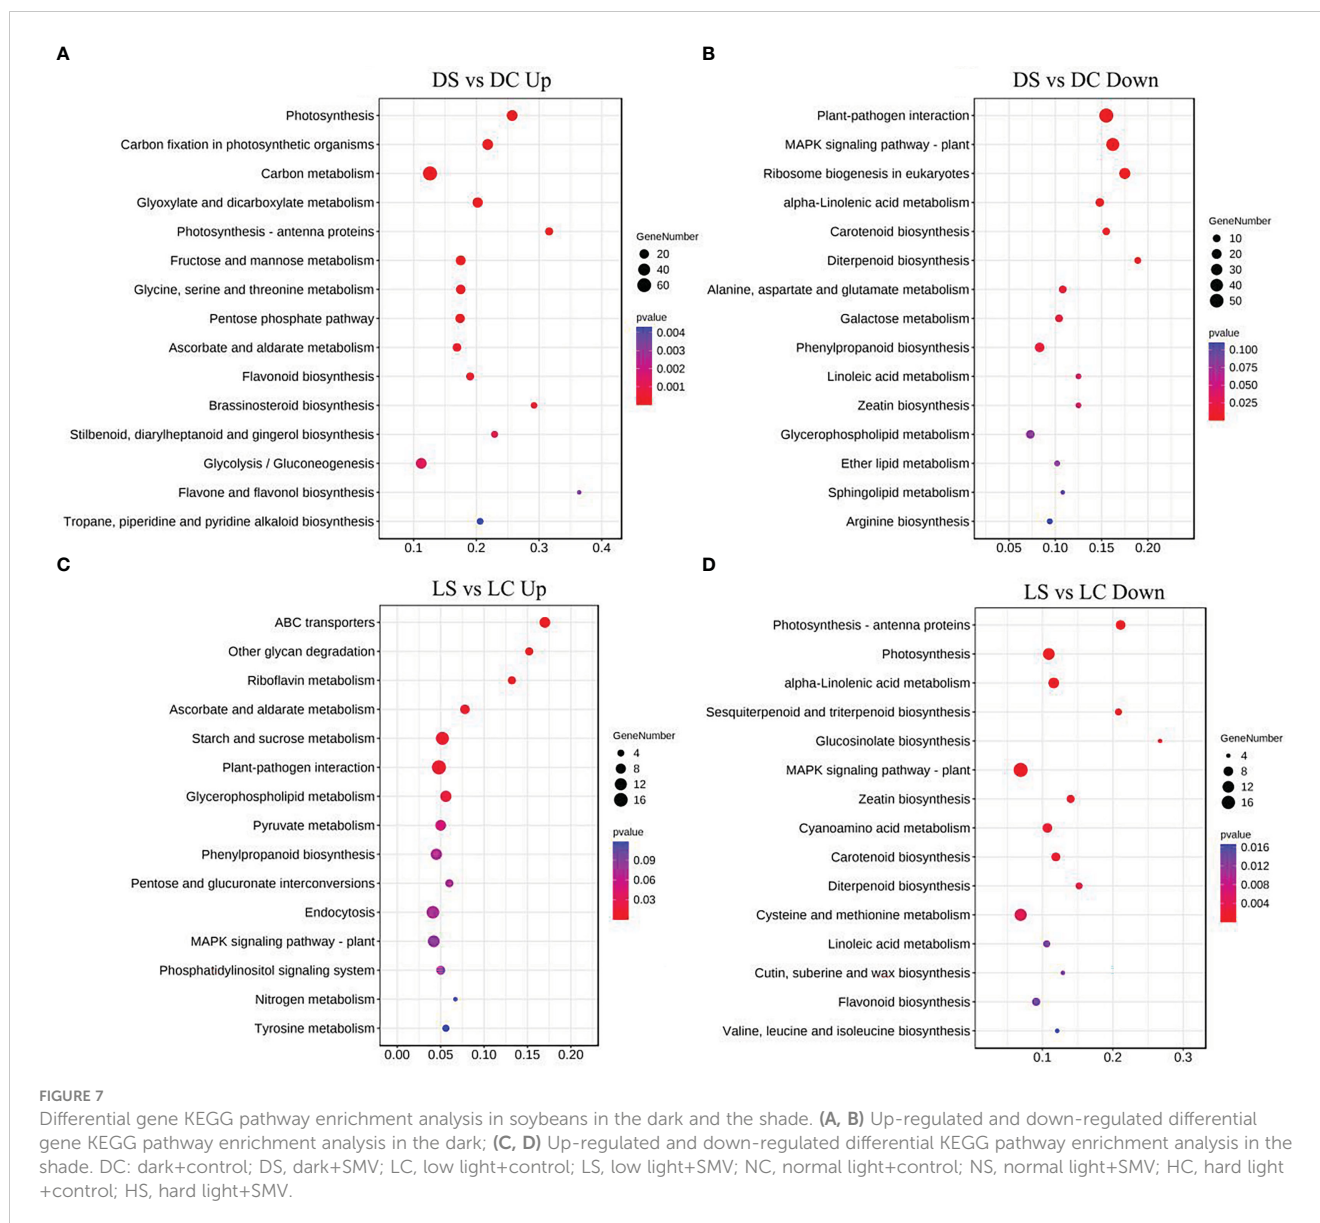 A
DS vs DC Up
Photosynthesis
Carbon fixation in photosynthetic organisms
Carbon metabolism
Glyoxylate and dicarboxylate metabolism
Photosynthesis - antenna proteins
Fructose and mannose metabolism
Glycine, serine and threonine metabolism
Pentose phosphate pathway
Ascorbate and aldarate metabolism
Flavonoid biosynthesis
Brassinosteroid biosynthesis
Stilbenoid, diarylheptanoid and gingerol biosynthesis
Glycolysis / Gluconeogenesis
Flavone and flavonol biosynthesis
Tropane, piperidine and pyridine alkaloid biosynthesis
0.1 0.2 0.3 0.4
GeneNumber
20
40
60
pvalue
0.004
0.003
0.002
0.001
B
DS vs DC Down
Plant-pathogen interaction
MAPK signaling pathway - plant
Ribosome biogenesis in eukaryotes
alpha-Linolenic acid metabolism
Carotenoid biosynthesis
Diterpenoid biosynthesis
Alanine, aspartate and glutamate metabolism
Galactose metabolism
Phenylpropanoid biosynthesis
Linoleic acid metabolism
Zeatin biosynthesis
Glycerophospholipid metabolism
Ether lipid metabolism
Sphingolipid metabolism
Arginine biosynthesis
0.05 0.10 0.15 0.20
GeneNumber
10
20
30
40
50
pvalue
0.100
0.075
0.050
0.025
C
LS vs LC Up
ABC transporters
Other glycan degradation
Riboflavin metabolism
Ascorbate and aldarate metabolism
Starch and sucrose metabolism
Plant-pathogen interaction
Glycerophospholipid metabolism
Pyruvate metabolism
Phenylpropanoid biosynthesis
Pentose and glucuronate interconversions
Endocytosis
MAPK signaling pathway - plant
Phosphatidylinositol signaling system
Nitrogen metabolism
Tyrosine metabolism
0.00 0.05 0.10 0.15 0.20
GeneNumber
4
8
12
16
pvalue
0.09
0.06
0.03
D
LS vs LC Down
Photosynthesis - antenna proteins
Photosynthesis
alpha-Linolenic acid metabolism
Sesquiterpenoid and triterpenoid biosynthesis
Glucosinolate biosynthesis
MAPK signaling pathway - plant
Zeatin biosynthesis
Cyanoamino acid metabolism
Carotenoid biosynthesis
Diterpenoid biosynthesis
Cysteine and methionine metabolism
Linoleic acid metabolism
Cutin, suberine and wax biosynthesis
Flavonoid biosynthesis
Valine, leucine and isoleucine biosynthesis
0.1 0.2 0.3
GeneNumber
4
8
12
16
pvalue
0.016
0.012
0.008
0.004
FIGURE 7
Differential gene KEGG pathway enrichment analysis in soybeans in the dark and the shade. (A, B) Up-regulated and down-regulated differential
gene KEGG pathway enrichment analysis in the dark; (C, D) Up-regulated and down-regulated differential KEGG pathway enrichment analysis in the
shade. DC: dark+control; DS, dark+SMV; LC, low light+control; LS, low light+SMV; NC, normal light+control; NS, normal light+SMV; HC, hard light
+control; HS, hard light+SMV.